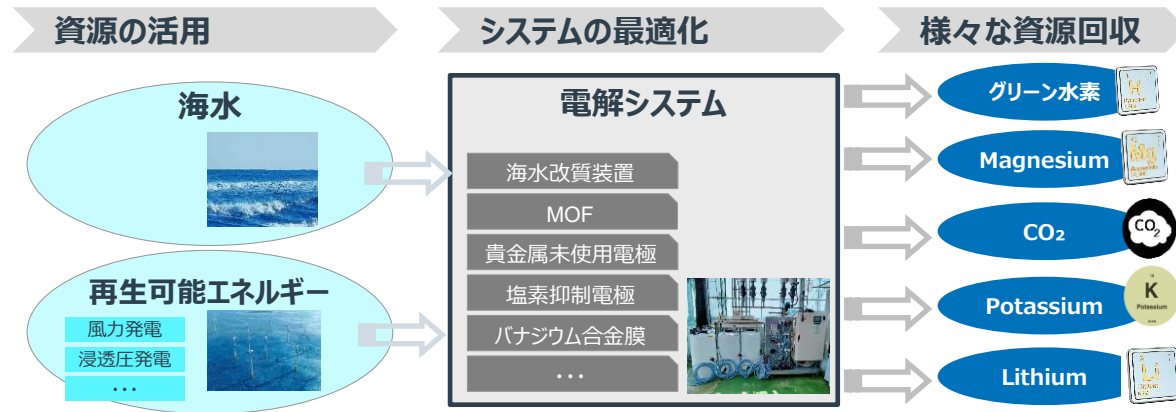 資源の活用
システムの最適化
様々な資源回収
海水
再生可能エネルギー
風力発電
浸透圧発電
・・・
電解システム
海水改質装置
MOF
貴金属未使用電極
塩素抑制電極
バナジウム合金膜
・・・
グリーン水素
H
Magnesium
Mg
CO₂
CO₂
Potassium
K
Potassium
Lithium
Li